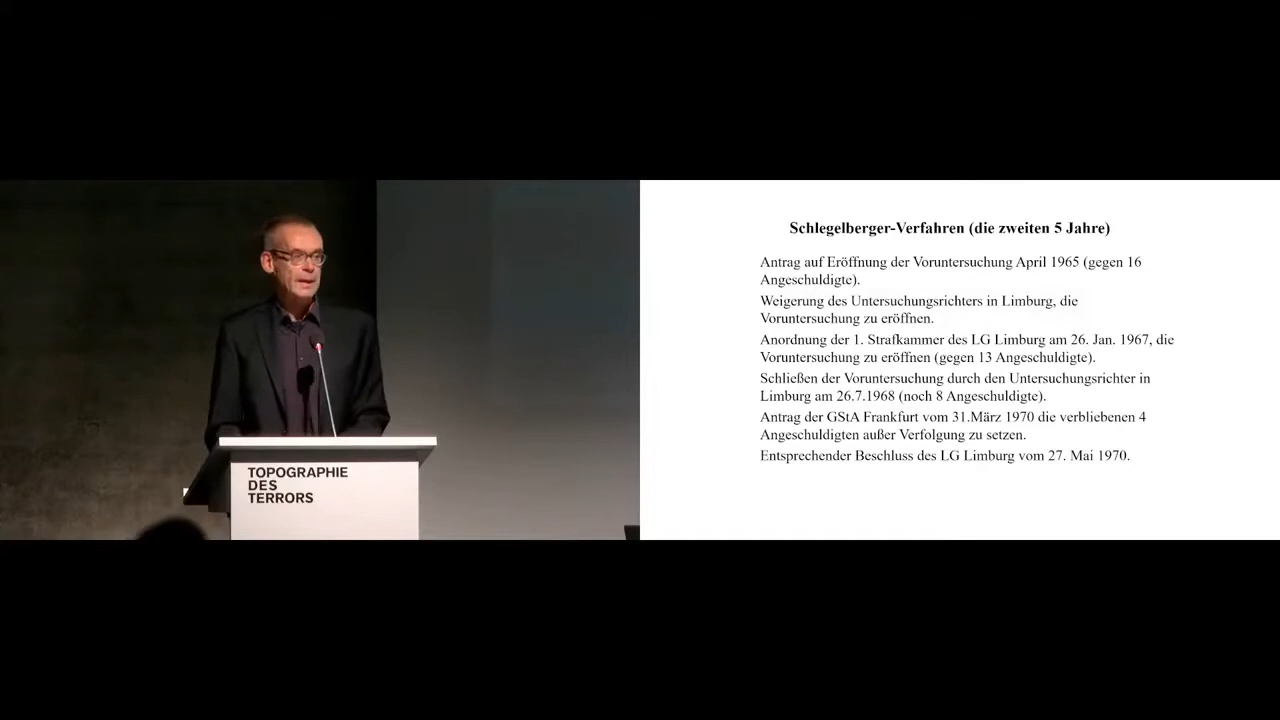 TOPOGRAPHIE
DES
TERRORS
Schlegelberger-Verfahren (die zweiten 5 Jahre)
Antrag auf Eröffnung der Voruntersuchung April 1965 (gegen 16
Angeschuldigte).
Weigerung des Untersuchungsrichters in Limburg, die
Voruntersuchung zu eröffnen.
Anordnung der 1. Strafkammer des LG Limburg am 26. Jan. 1967, die
Voruntersuchung zu eröffnen (gegen 13 Angeschuldigte).
Schließen der Voruntersuchung durch den Untersuchungsrichter in
Limburg am 26.7.1968 (noch 8 Angeschuldigte).
Antrag der GStA Frankfurt vom 31.März 1970 die verbliebenen 4
Angeschuldigten außer Verfolgung zu setzen.
Entsprechender Beschluss des LG Limburg vom 27. Mai 1970.